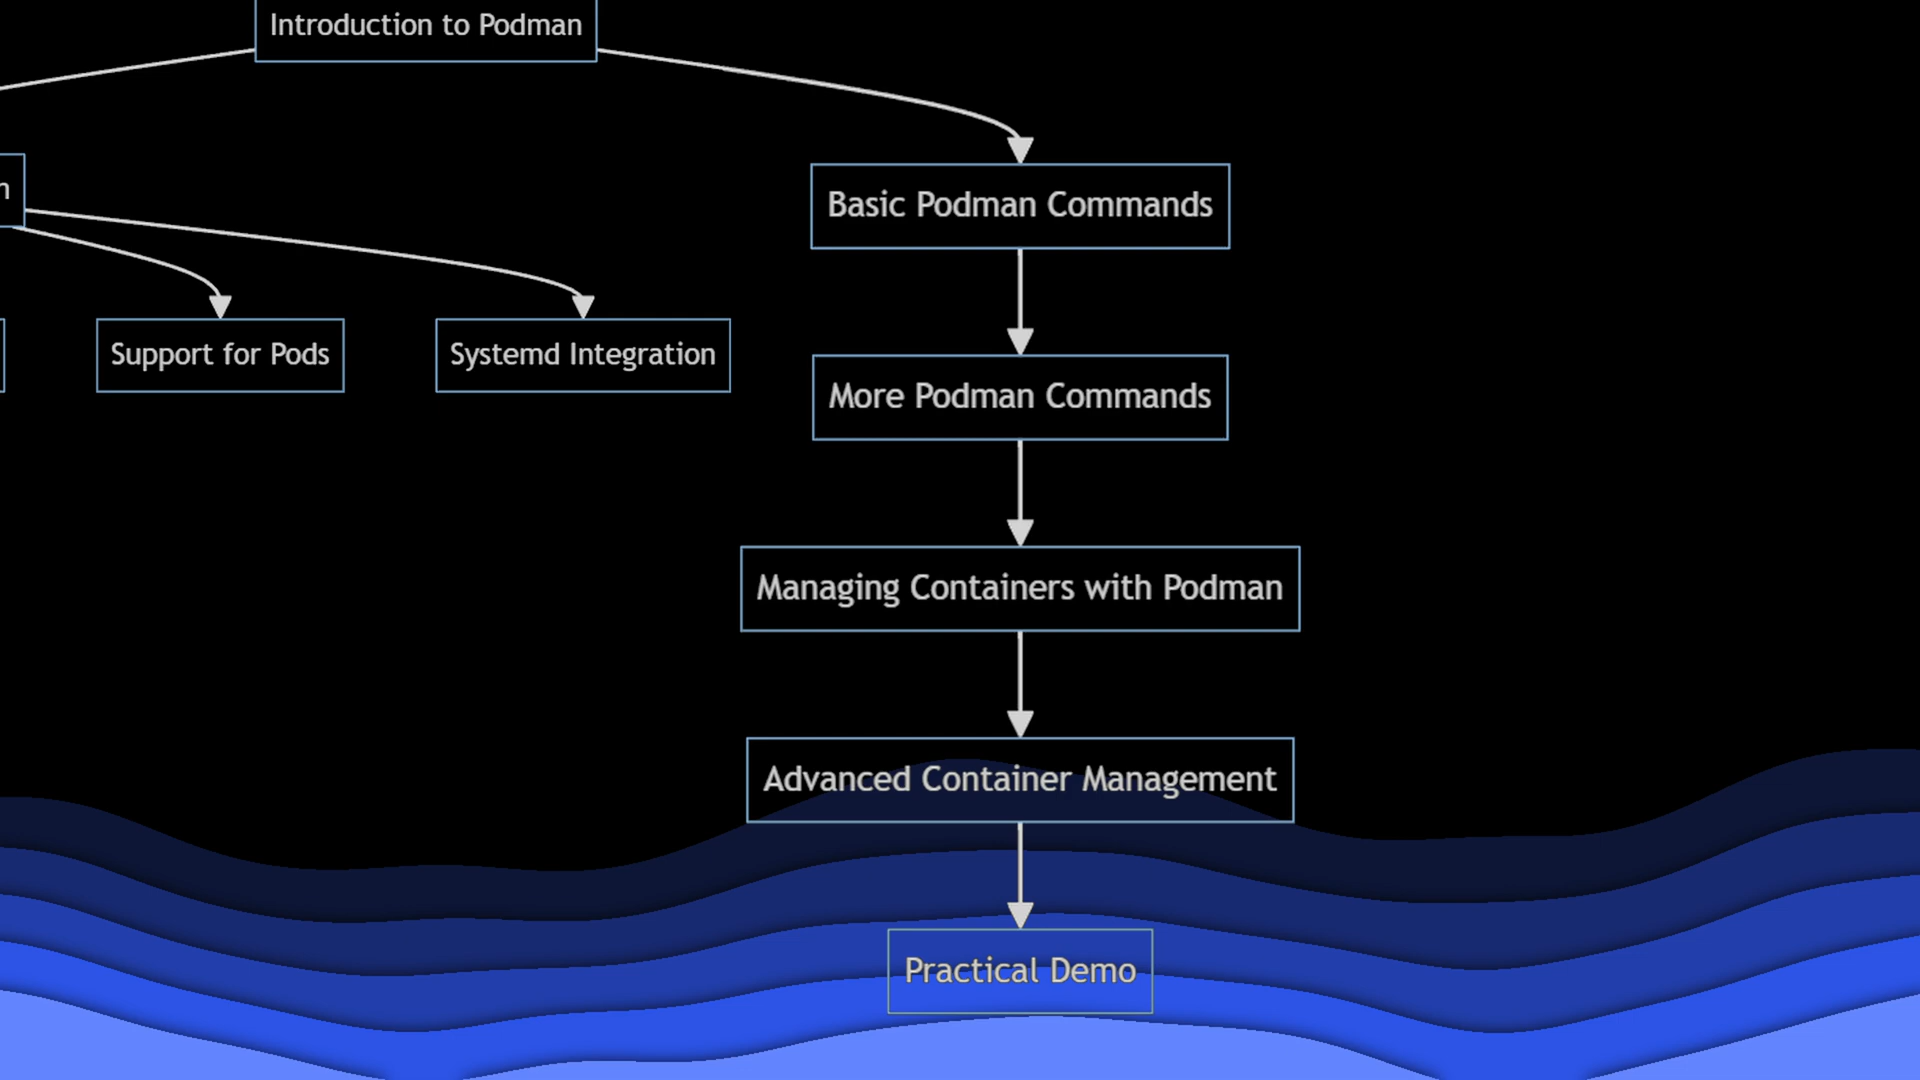 Introduction to Podman
Basic Podman Commands
n
Support for Pods
Systemd Integration
More Podman Commands
Managing Containers with Podman
Advanced Container Management
Practical Demo